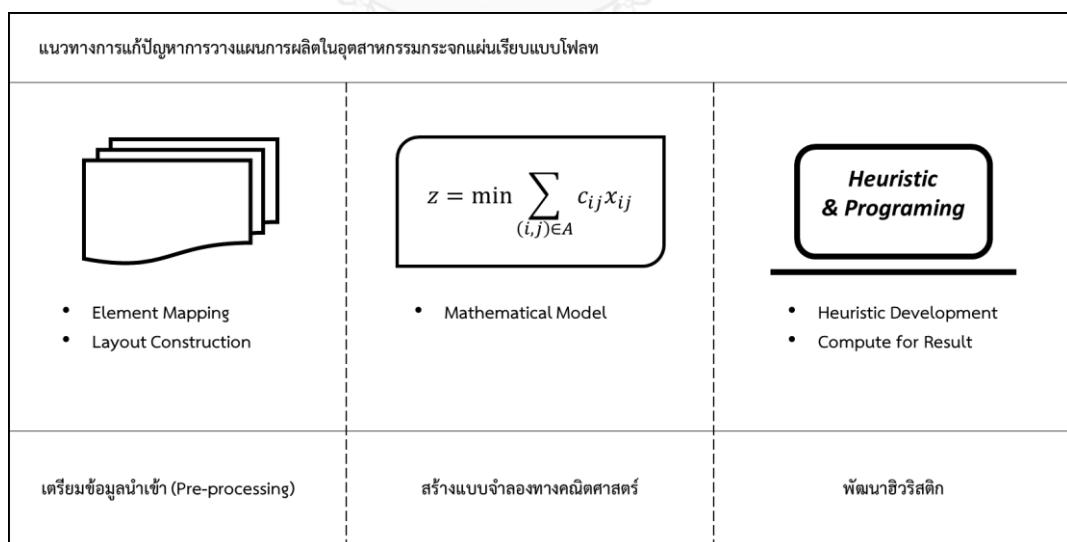 แนวทางการแก้ปัญหาการวางแผนการผลิตในอุตสาหกรรมกระจกแผ่นเรียบแบบโฟลท
z = min ∑ c_{ij}x_{ij}
(i,j)∈A
Heuristic
& Programing
• Element Mapping
• Layout Construction
• Mathematical Model
• Heuristic Development
• Compute for Result
เตรียมข้อมูลนำเข้า (Pre-processing)
สร้างแบบจำลองทางคณิตศาสตร์
พัฒนาฮิวริสติก